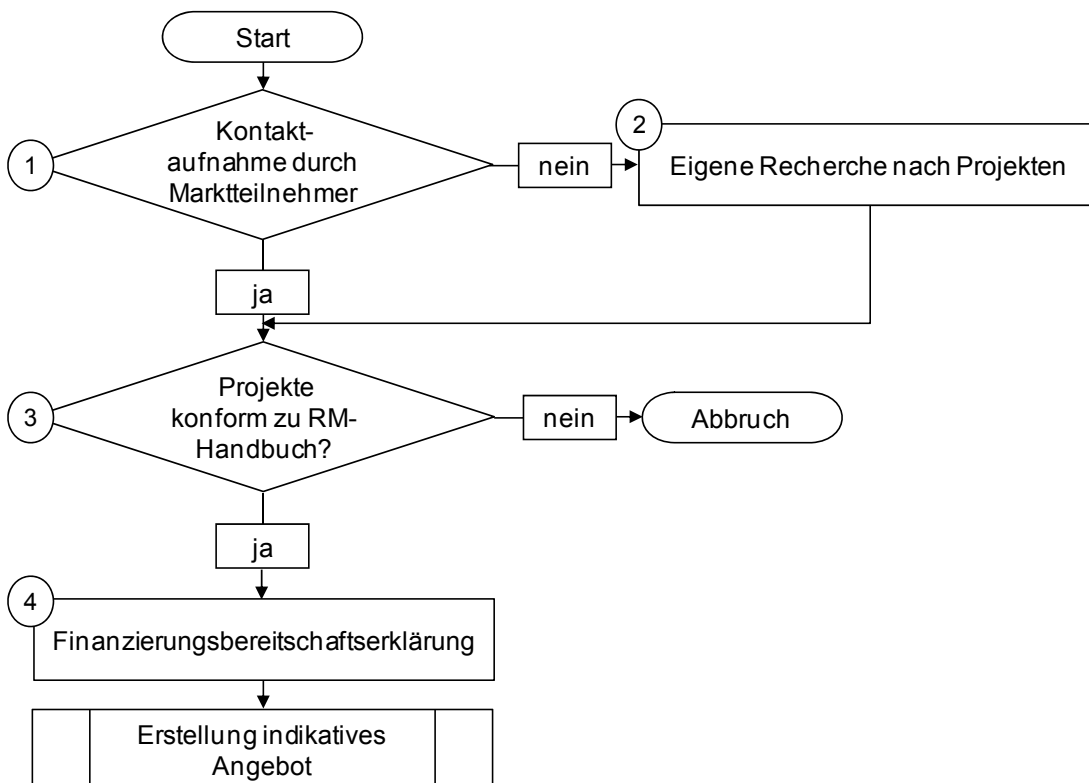 Start
1
Kontakt-
aufnahme durch
Marktteilnehmer
nein
2
Eigene Recherche nach Projekten
ja
3
Projekte
konform zu RM-
Handbuch?
nein
Abbruch
ja
4
Finanzierungsbereitschaftserklärung
Erstellung indikatives
Angebot